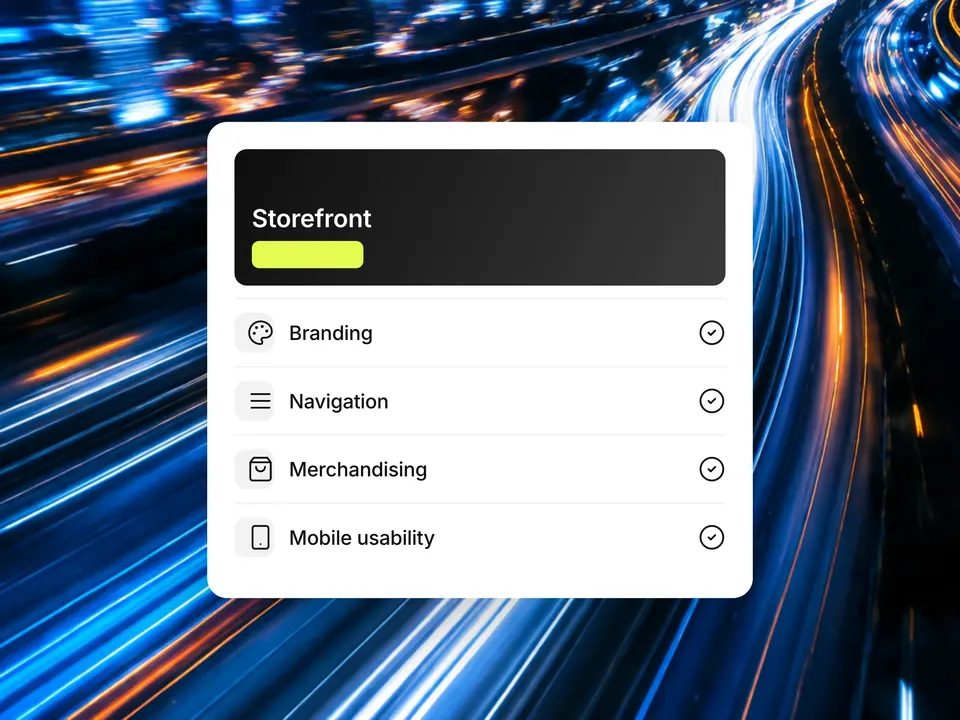 Storefront
Branding
Navigation
Merchandising
Mobile usability